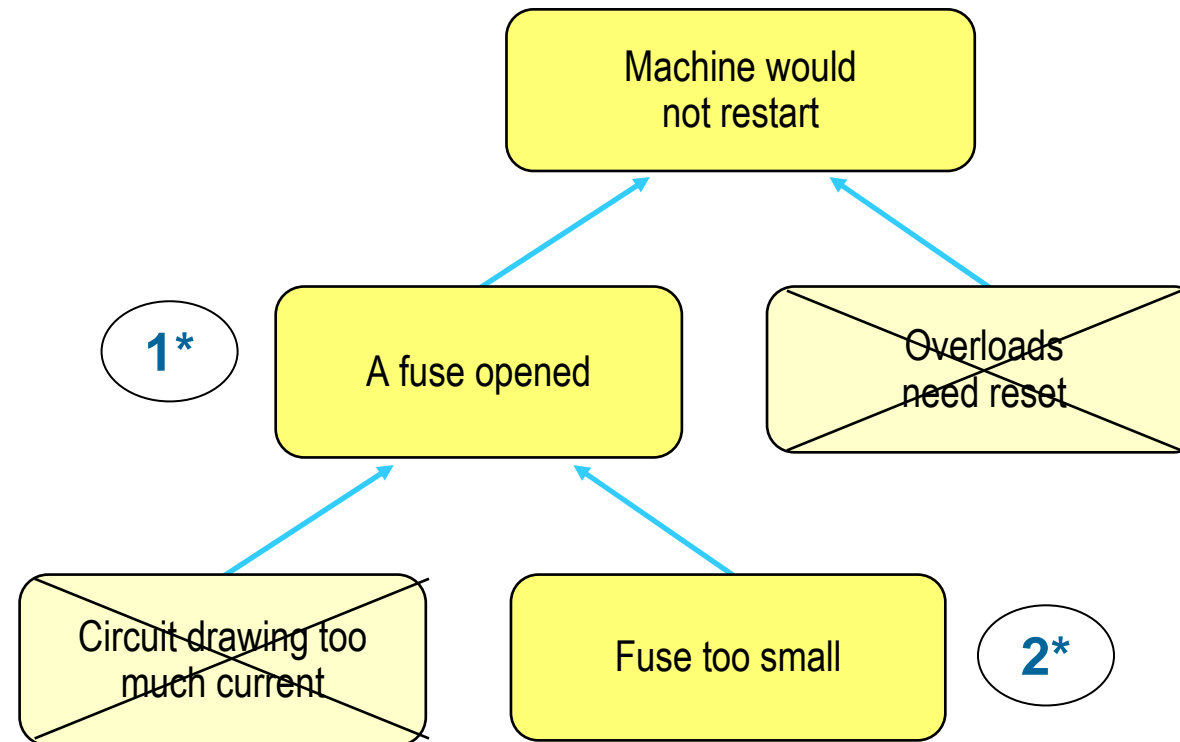 Machine would
not restart
1*
A fuse opened
Overloads
need reset
Circuit drawing too
much current
Fuse too small
2*